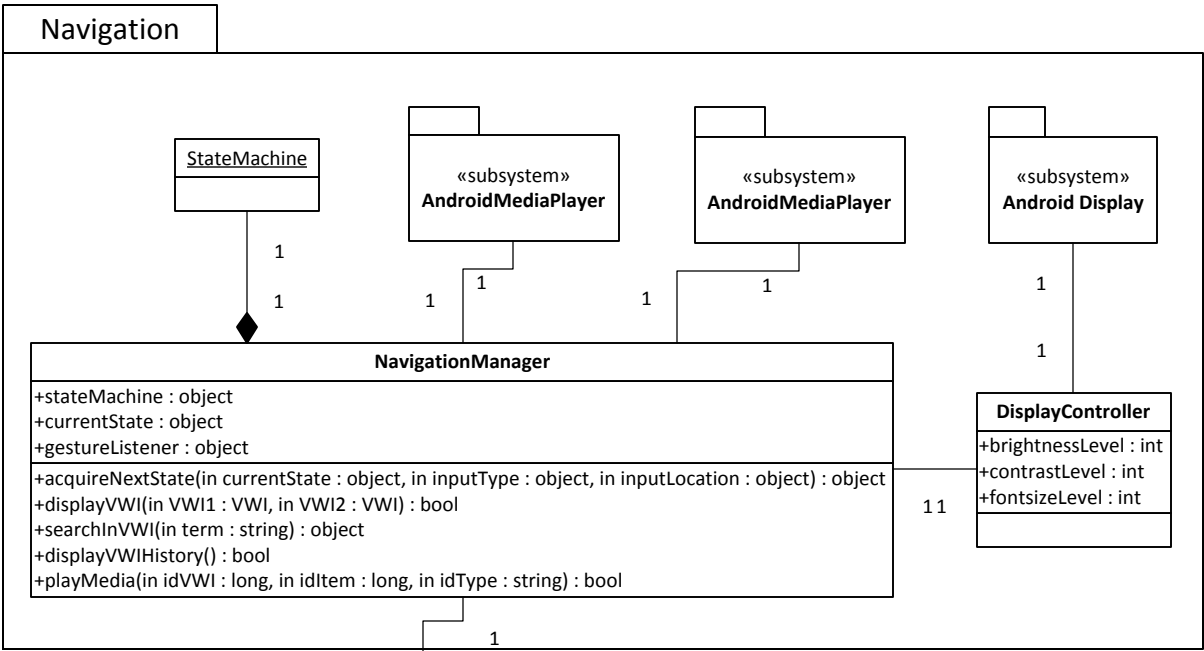 Navigation
StateMachine
«subsystem»
AndroidMediaPlayer
«subsystem»
AndroidMediaPlayer
«subsystem»
Android Display
1
1
1
1
1
1
1
1
NavigationManager
+stateMachine : object
+currentState : object
+gestureListener : object
+acquireNextState(in currentState : object, in inputType : object, in inputLocation : object) : object
+displayVWI(in VWI1 : VWI, in VWI2 : VWI) : bool
+searchInVWI(in term : string) : object
+displayVWIHistory() : bool
+playMedia(in idVWI : long, in idItem : long, in idType : string) : bool
DisplayController
+brightnessLevel : int
+contrastLevel : int
+fontsizeLevel : int
1 1
1